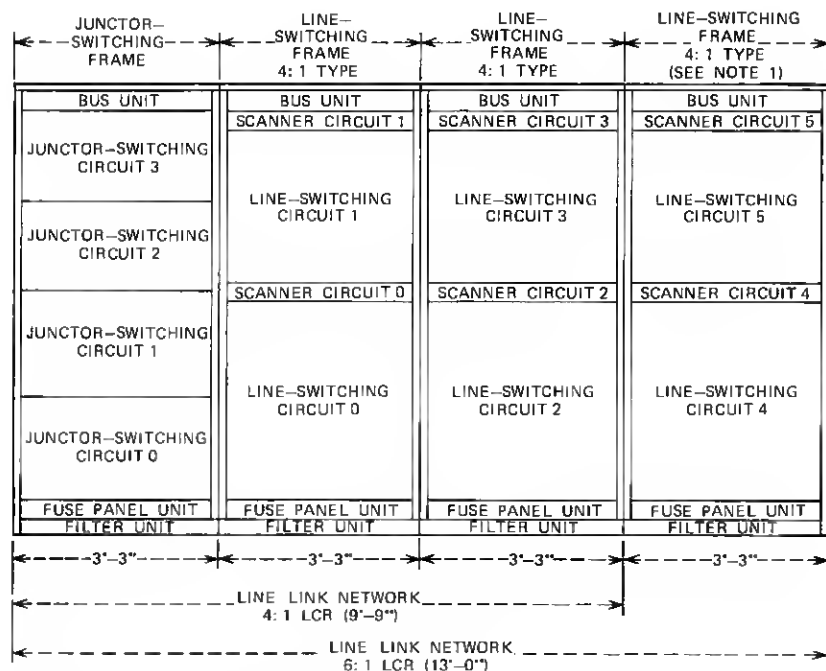 JUNCTOR–
SWITCHING
FRAME
LINE–
SWITCHING
FRAME
4:1 TYPE
LINE–
SWITCHING
FRAME
4:1 TYPE
LINE–SWITCHING
FRAME
4:1 TYPE
(SEE NOTE 1)
BUS UNIT
JUNCTOR–SWITCHING
CIRCUIT 3
JUNCTOR–SWITCHING
CIRCUIT 2
JUNCTOR–SWITCHING
CIRCUIT 1
JUNCTOR–SWITCHING
CIRCUIT 0
FUSE PANEL UNIT
FILTER UNIT
BUS UNIT
SCANNER CIRCUIT 1
LINE–SWITCHING
CIRCUIT 1
SCANNER CIRCUIT 0
LINE–SWITCHING
CIRCUIT 0
FUSE PANEL UNIT
FILTER UNIT
BUS UNIT
SCANNER CIRCUIT 3
LINE–SWITCHING
CIRCUIT 3
SCANNER CIRCUIT 2
LINE–SWITCHING
CIRCUIT 2
FUSE PANEL UNIT
FILTER UNIT
BUS UNIT
SCANNER CIRCUIT 5
LINE–SWITCHING
CIRCUIT 5
SCANNER CIRCUIT 4
LINE–SWITCHING
CIRCUIT 4
FUSE PANEL UNIT
FILTER UNIT
3'–3"
3'–3"
3'–3"
3'–3"
LINE LINK NETWORK
4:1 LCR (9'–9")
LINE LINK NETWORK
6:1 LCR (13'–0")